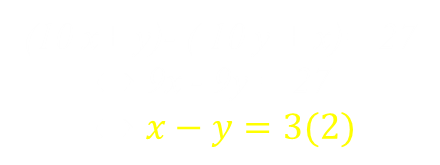 x − y = 3(2)